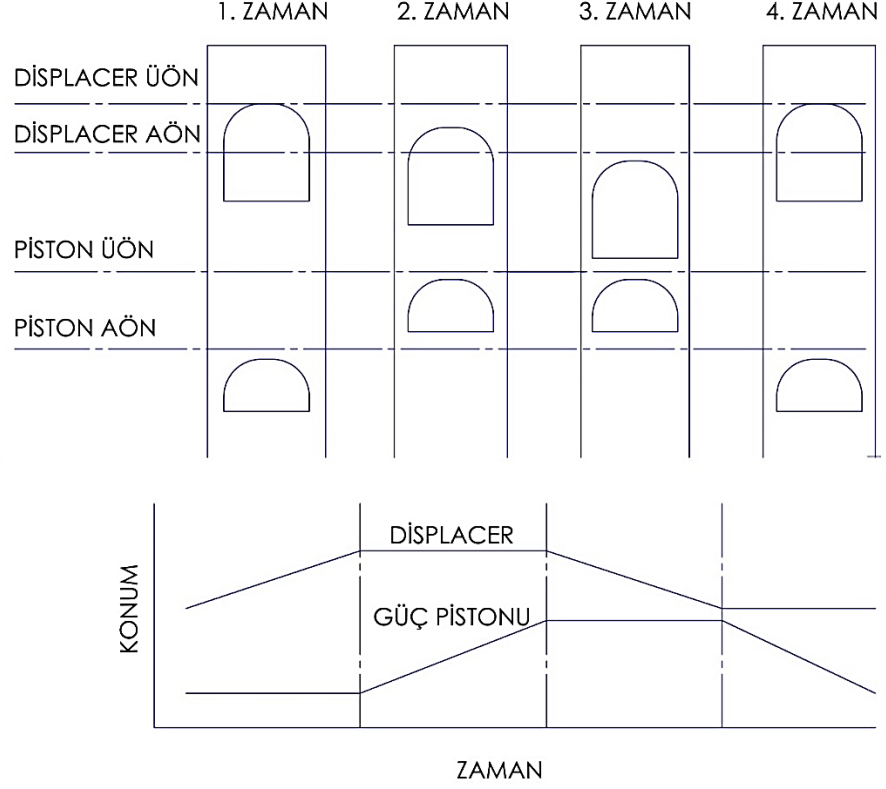 1. ZAMAN
2. ZAMAN
3. ZAMAN
4. ZAMAN
DİSPLACER ÜÖN
DİSPLACER AÖN
PİSTON ÜÖN
PİSTON AÖN
DİSPLACER
GÜÇ PİSTONU
KONUM
ZAMAN